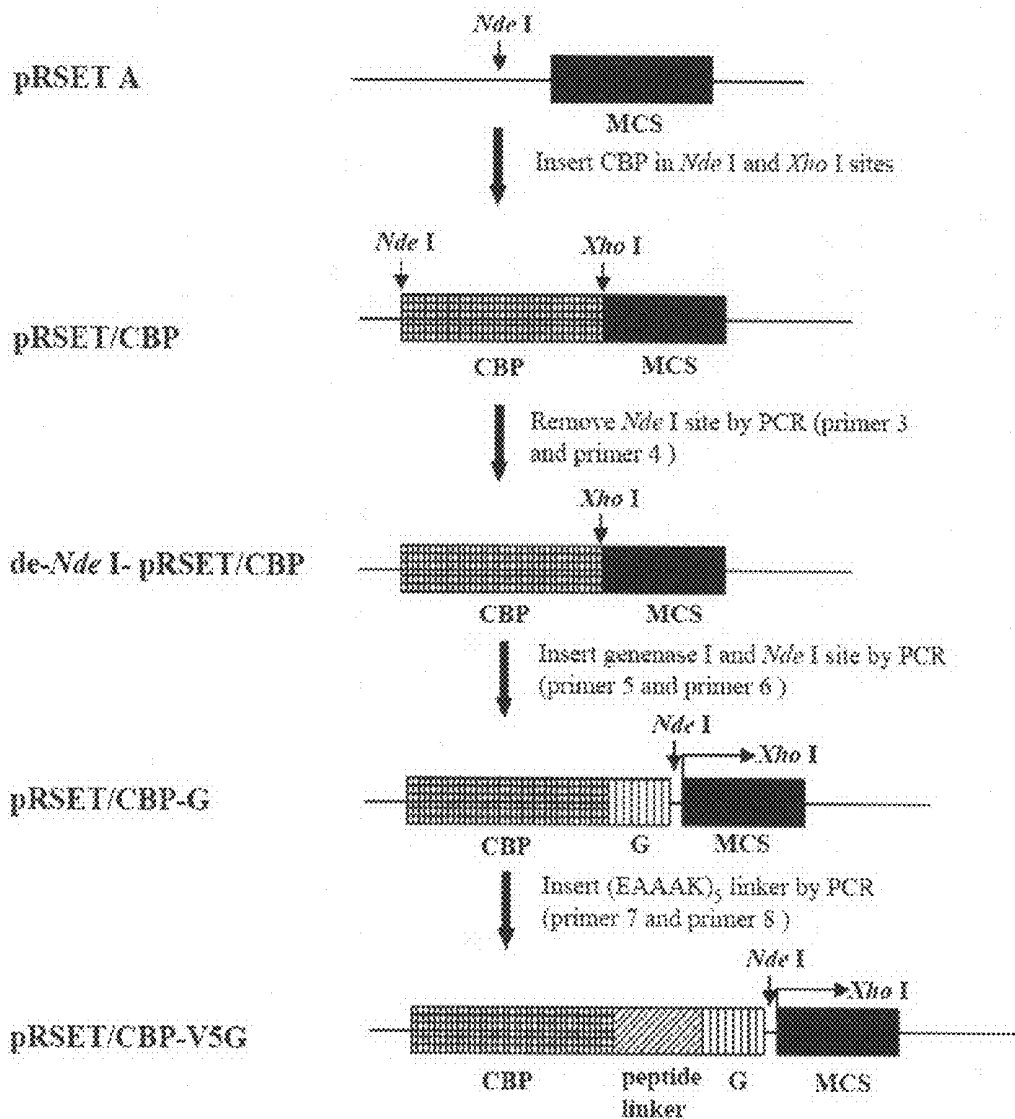 Nde I
pRSET A
MCS
Insert CBP in Nde I and Xho I sites
Nde I
Xho I
pRSET/CBP
CBP
MCS
Remove Nde I site by PCR (primer 3
and primer 4 )
Xho I
de-Nde I- pRSET/CBP
CBP
MCS
Insert genenase I and Nde I site by PCR
(primer 5 and primer 6 )
Nde I
Xho I
pRSET/CBP-G
CBP
G
MCS
Insert (EAAAK)5 linker by PCR
(primer 7 and primer 8 )
Nde I
Xho I
pRSET/CBP-V5G
CBP
peptide
linker
G
MCS